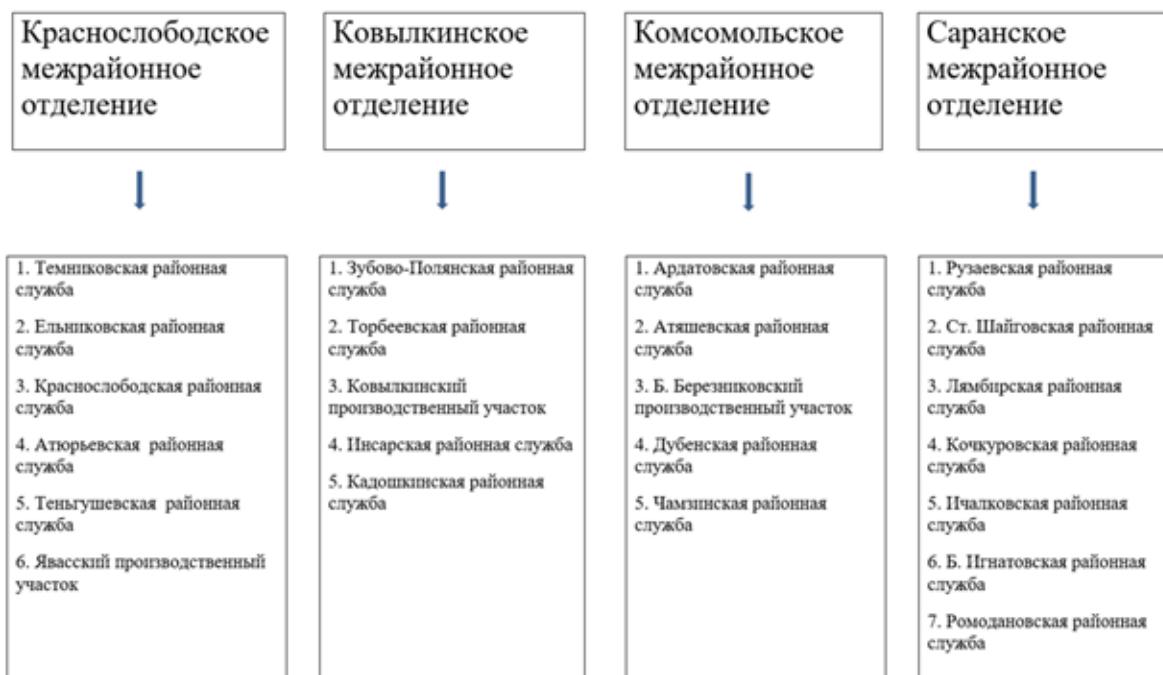 Краснослободское
межрайонное
отделение
Ковылкинское
межрайонное
отделение
Комсомольское
межрайонное
отделение
Саранское
межрайонное
отделение
1. Темниковская районная
служба
2. Ельниковская районная
служба
3. Краснослободская районная
служба
4. Атюрьевская районная
служба
5. Теньгушевская районная
служба
6. Явасский производственный
участок
1. Зубово-Полянская районная
служба
2. Торбеевская районная
служба
3. Ковылкинский
производственный участок
4. Инсарская районная служба
5. Кадошкинская районная
служба
1. Ардатовская районная
служба
2. Атяшевская районная
служба
3. Б. Березниковский
производственный участок
4. Дубенская районная
служба
5. Чамзинская районная
служба
1. Рузаевская районная
служба
2. Ст. Шайговская районная
служба
3. Лямбирская районная
служба
4. Кочкуровская районная
служба
5. Ичалковская районная
служба
6. Б. Игнатовская районная
служба
7. Ромодановская районная
служба